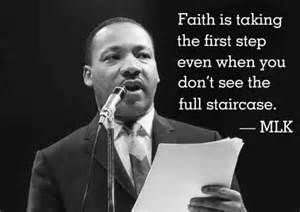 Faith is taking
the first step
even when you
don't see the
full staircase.
— MLK